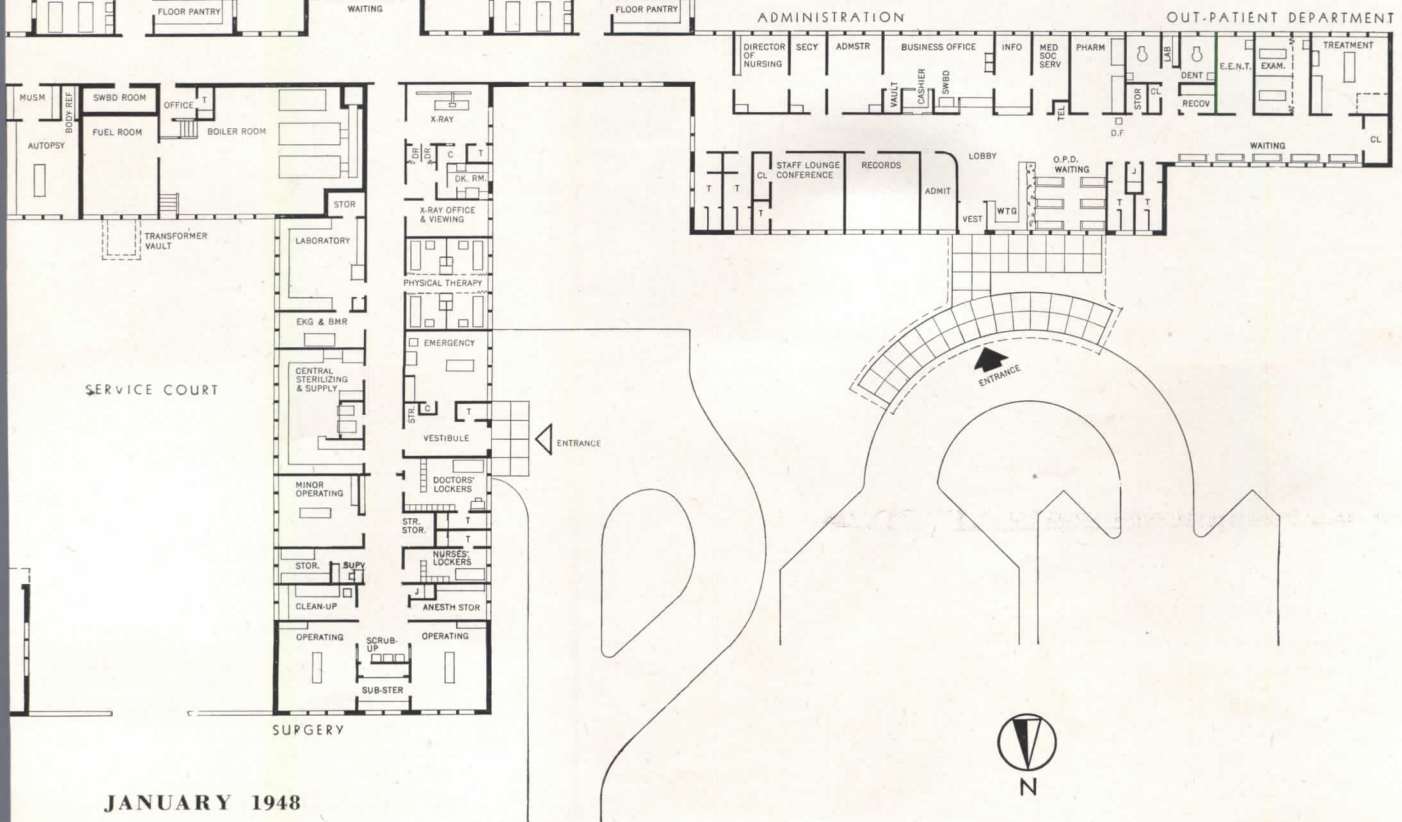 FLOOR PANTRY
WAITING
FLOOR PANTRY
ADMINISTRATION
OUT-PATIENT DEPARTMENT
DIRECTOR
OF
NURSING
SECY
ADMSTR
BUSINESS OFFICE
INFO
MED
SOC
SERV
PHARM
LAB
DENT
E.E.N.T.
EXAM.
TREATMENT
VAULT
CASHIER
SWBD
TEL
STOR
CL
RECOV
D.F
WAITING
CL
MUSM
BODY REF
SWBD ROOM
OFFICE
T
AUTOPSY
FUEL ROOM
BOILER ROOM
X-RAY
DR
DR
C
T
DK. RM.
X-RAY OFFICE
& VIEWING
STOR
TRANSFORMER
VAULT
LABORATORY
PHYSICAL THERAPY
T
T
CL
T
STAFF LOUNGE
CONFERENCE
RECORDS
ADMIT
LOBBY
VEST
WTG
O.P.D.
WAITING
J
T
T
EKG & BMR
EMERGENCY
CENTRAL
STERILIZING
& SUPPLY
STR.
C
T
VESTIBULE
ENTRANCE
ENTRANCE
SERVICE COURT
MINOR
OPERATING
DOCTORS'
LOCKERS
STR.
STOR.
T
T
NURSES'
LOCKERS
STOR.
SUPV
J
CLEAN-UP
ANESTH STOR
OPERATING
SCRUB-
UP
OPERATING
SUB-STER
SURGERY
N
JANUARY 1948